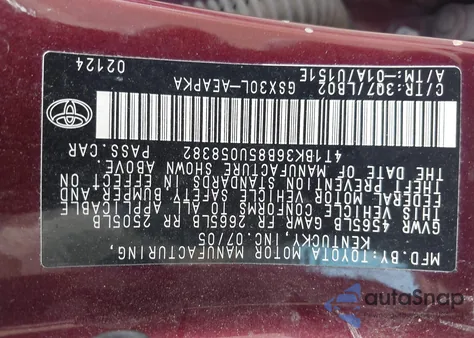 MFD.BY:TOYOTA MOTOR MANUFACTURING,
KENTUCKY, INC.07/05
GVWR 4565LB GAWR FR 2665LB RR 2505LB
THIS VEHICLE CONFORMS TO ALL APPLICABLE
FEDERAL MOTOR VEHICLE SAFETY, BUMPER, AND
THEFT PREVENTION STANDARDS IN EFFECT ON
THE DATE OF MANUFACTURE SHOWN ABOVE.
4T1BK36B85U058382 PASS.CAR
C/TR:3Q7/LB02
A/TM:-01A/U151E
GSX30L-AEAPKA
02124
autoSnap